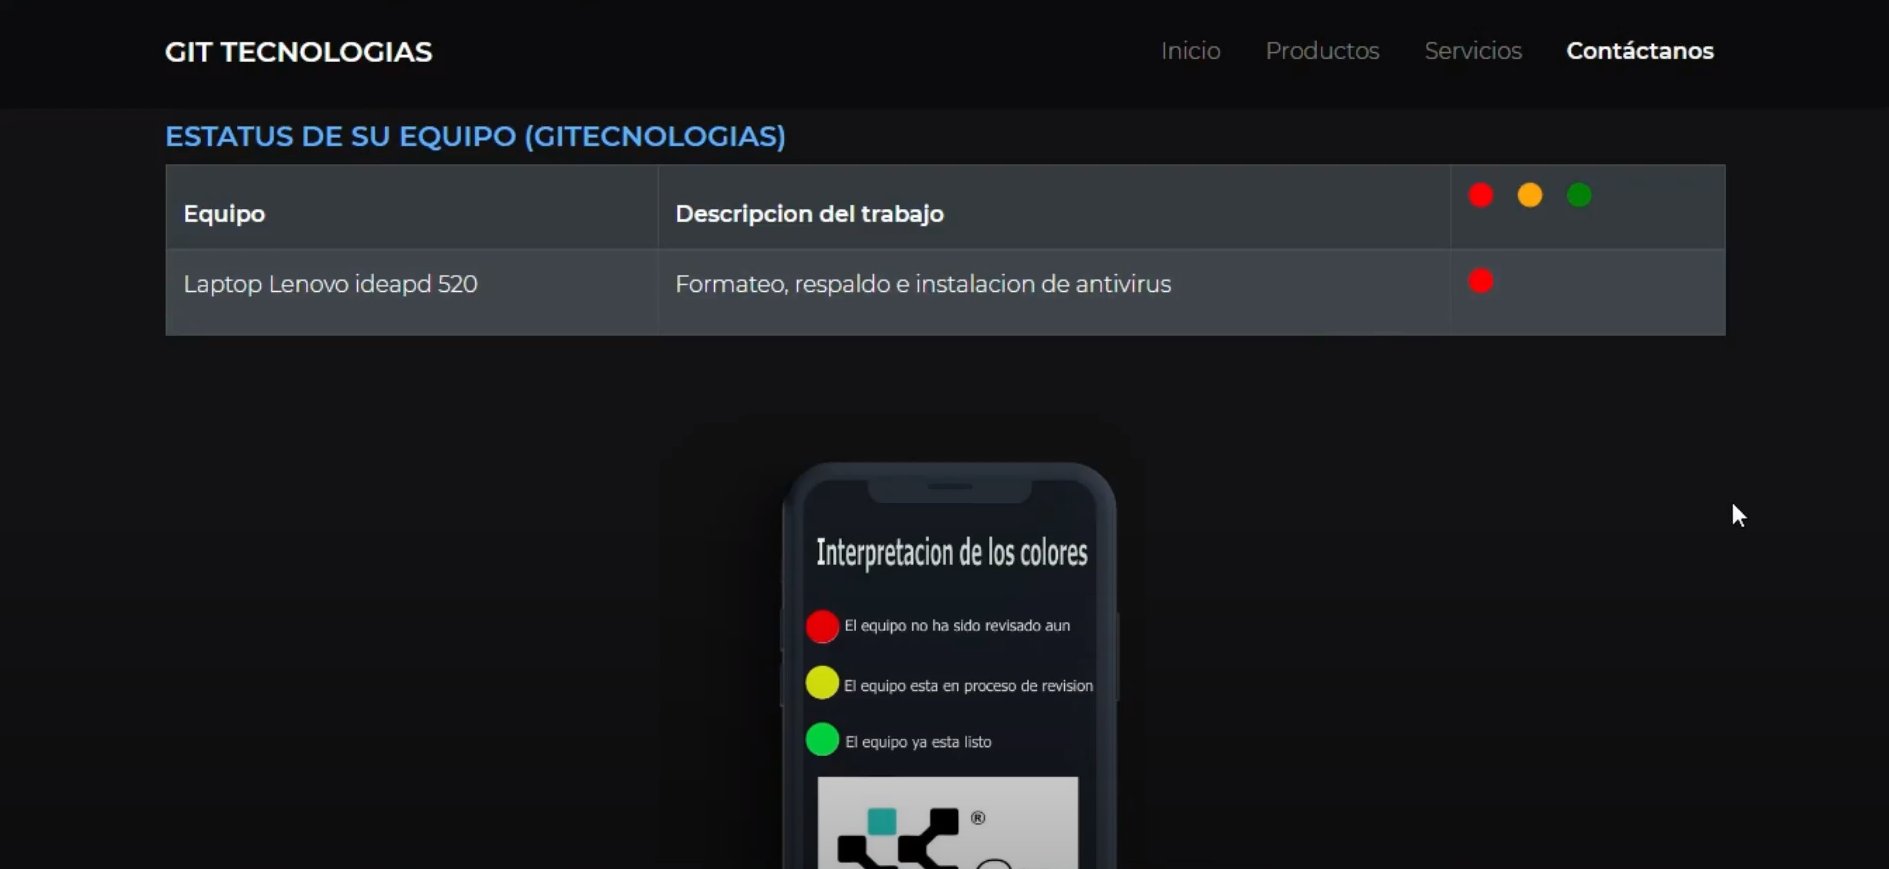 GIT TECNOLOGIAS
Inicio Productos Servicios Contáctanos
ESTATUS DE SU EQUIPO (GITECNOLOGIAS)
Equipo Descripcion del trabajo
Laptop Lenovo ideapd 520 Formateo, respaldo e instalacion de antivirus
Interpretacion de los colores
El equipo no ha sido revisado aun
El equipo esta en proceso de revision
El equipo ya esta listo
®